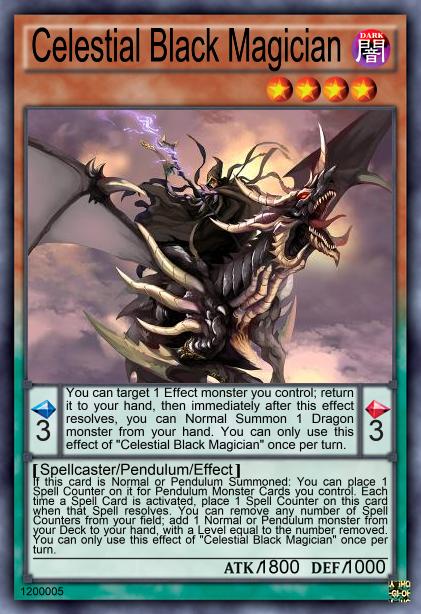 Celestial Black Magician
DARK
闇
You can target 1 Effect monster you control; return
it to your hand, then immediately after this effect
resolves, you can Normal Summon 1 Dragon
monster from your hand. You can only use this
effect of "Celestial Black Magician" once per turn.
3
3
[Spellcaster/Pendulum/Effect]
If this card is Normal or Pendulum Summoned: You can place 1
Spell Counter on it for Pendulum Monster Cards you control. Each
time a Spell Card is activated, place 1 Spell Counter on this card
when that Spell resolves. You can remove any number of Spell
Counters from your field; add 1 Normal or Pendulum monster from
your Deck to your hand, with a Level equal to the number removed.
You can only use this effect of "Celestial Black Magician" once per
turn.
ATK/1800 DEF/1000
1200005